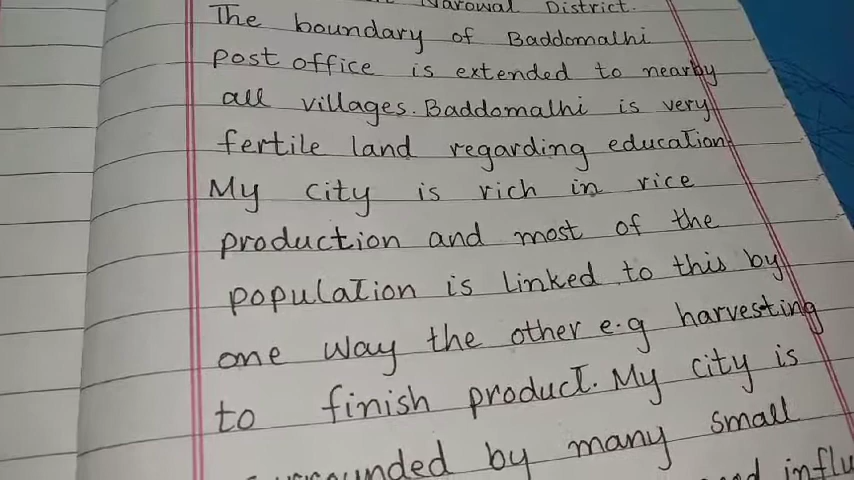 Narowal District.
The boundary of Baddomalhi
post office is extended to nearby
all villages. Baddomalhi is very
fertile land regarding education
My city is rich in rice
production and most of the
population is linked to this by
one way the other e.g harvesting
to finish product. My city is
surrounded by many small